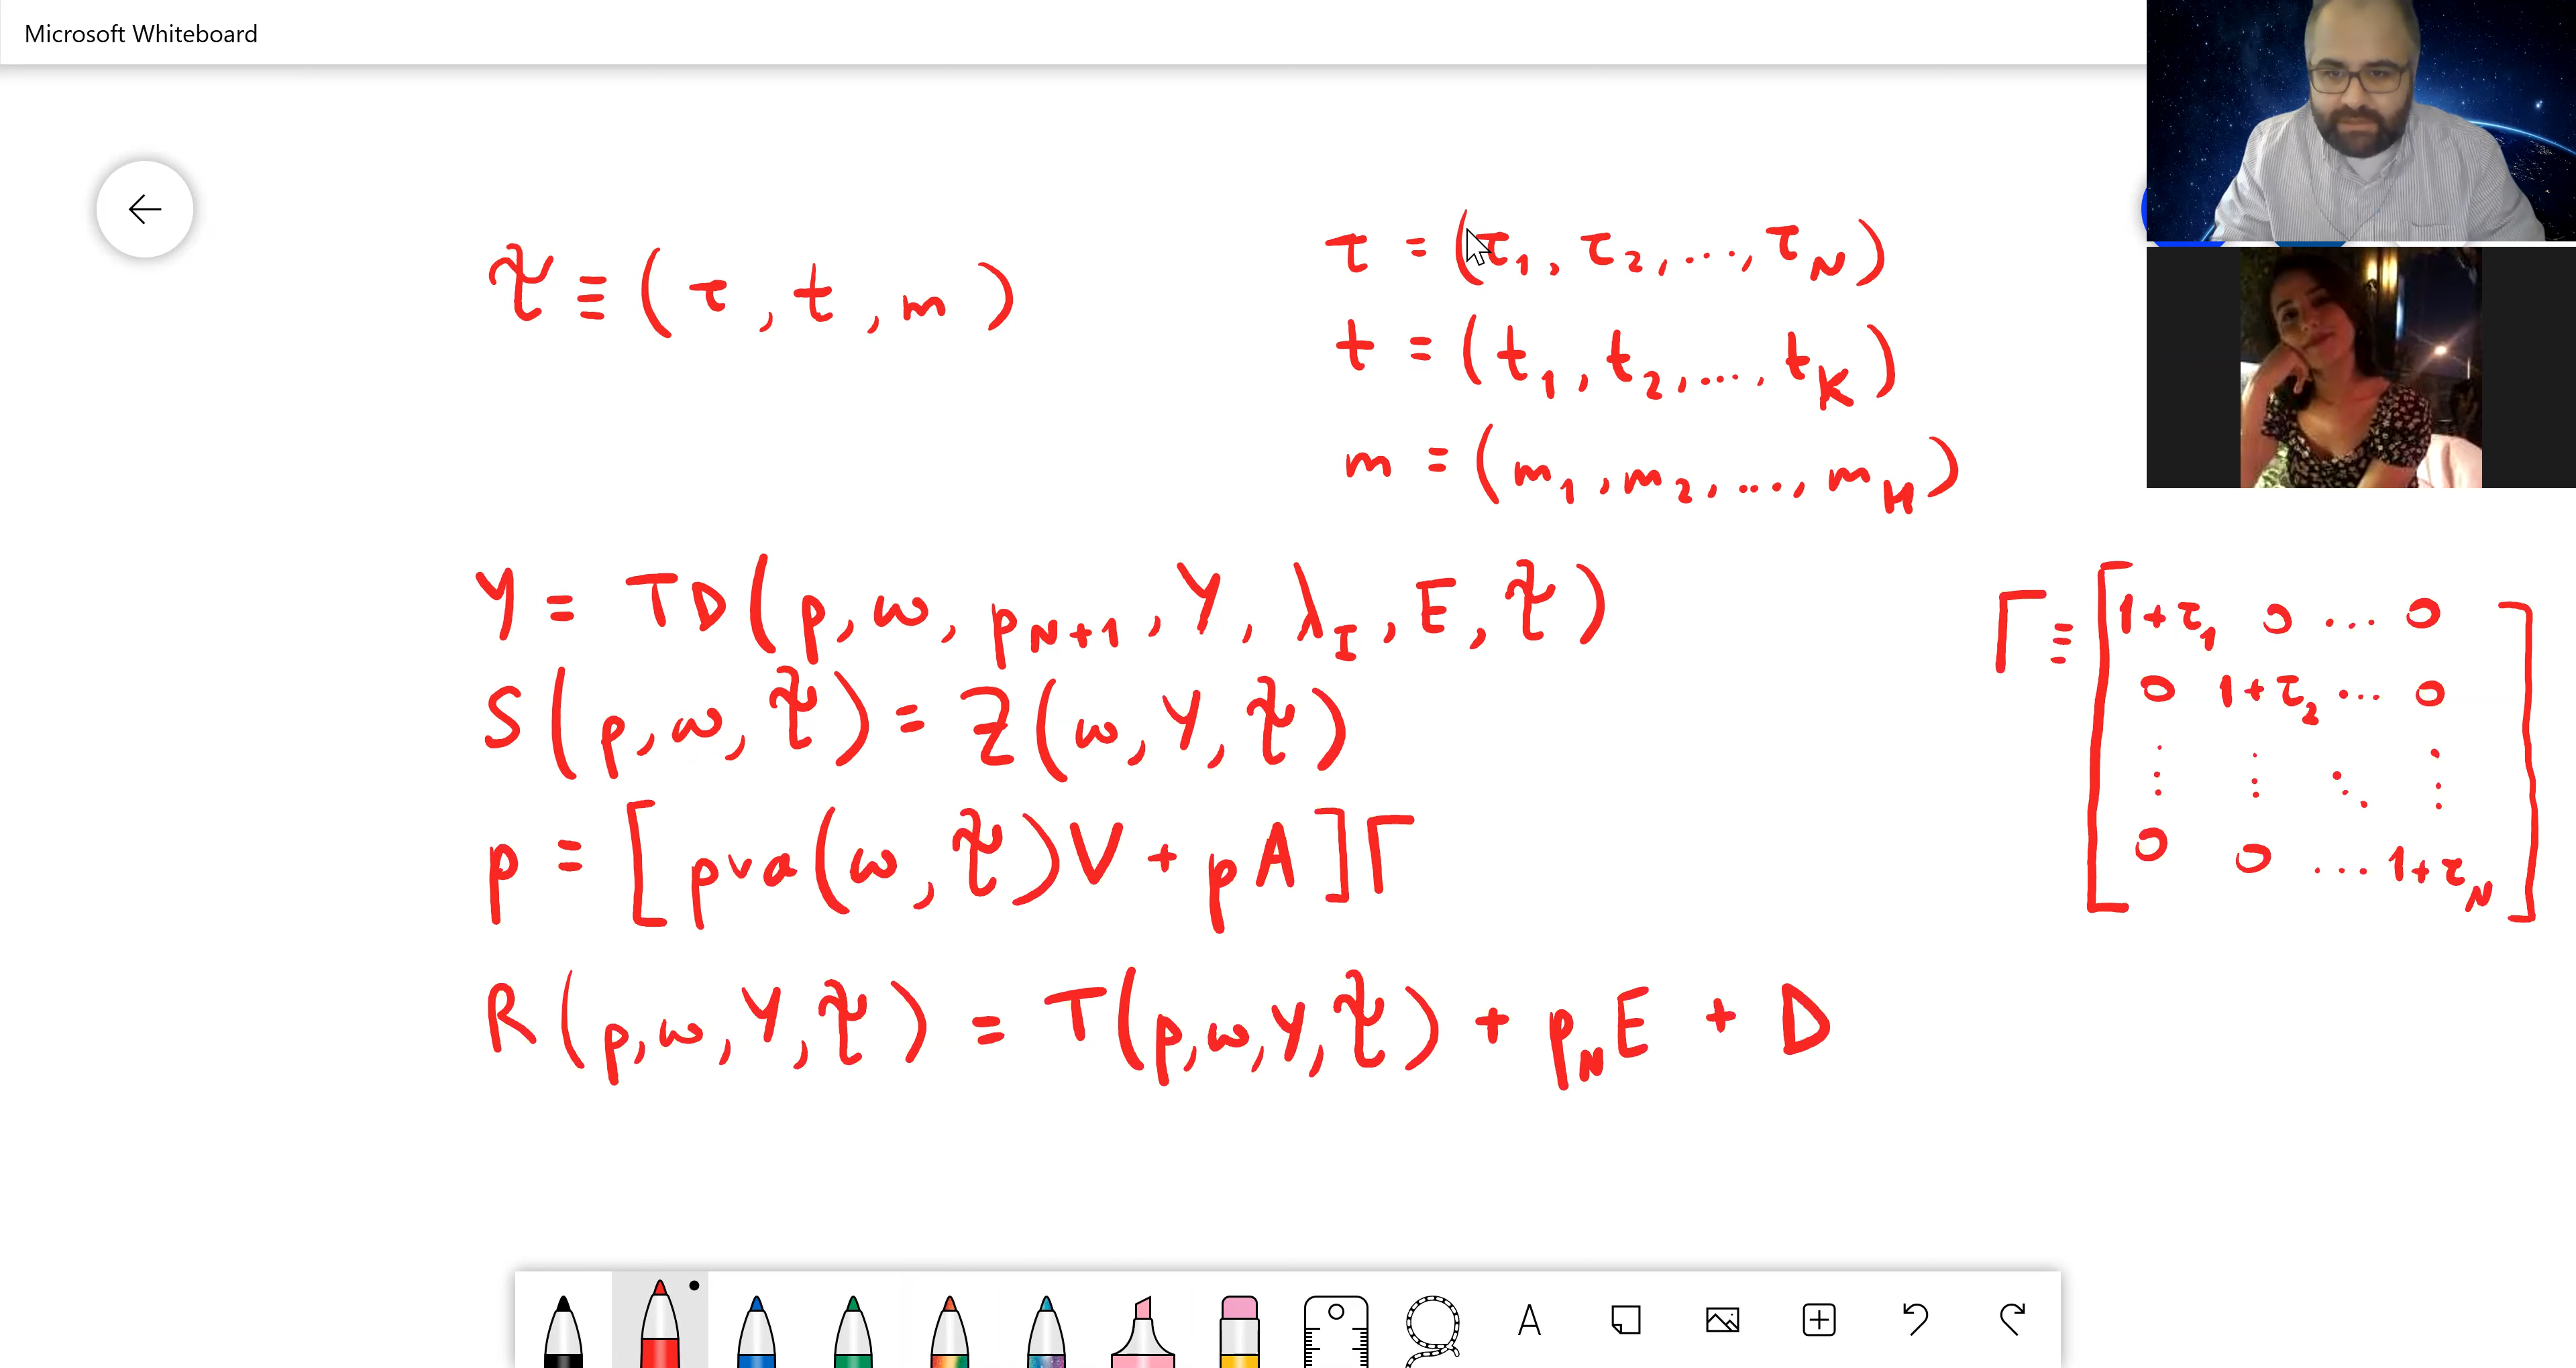 Microsoft Whiteboard
τ̃ ≡ (τ, t, m)
τ = (τ₁, τ₂, ..., τ_N)
t = (t₁, t₂, ..., t_K)
m = (m₁, m₂, ..., m_H)
Y = TD(p, ω, p_{N+1}, Y, λ_I, E, τ̃)
S(p, ω, τ̃) = Z(ω, Y, τ̃)
p = [pva(ω, τ̃)V + pA]Γ
R(p, ω, Y, τ̃) = T(p, ω, Y, τ̃) + p_N E + D
Γ ≡ [1+τ₁ 0 ... 0
0 1+τ₂ ... 0
⋮ ⋮ ⋱ ⋮
0 0 ... 1+τ_N]
A